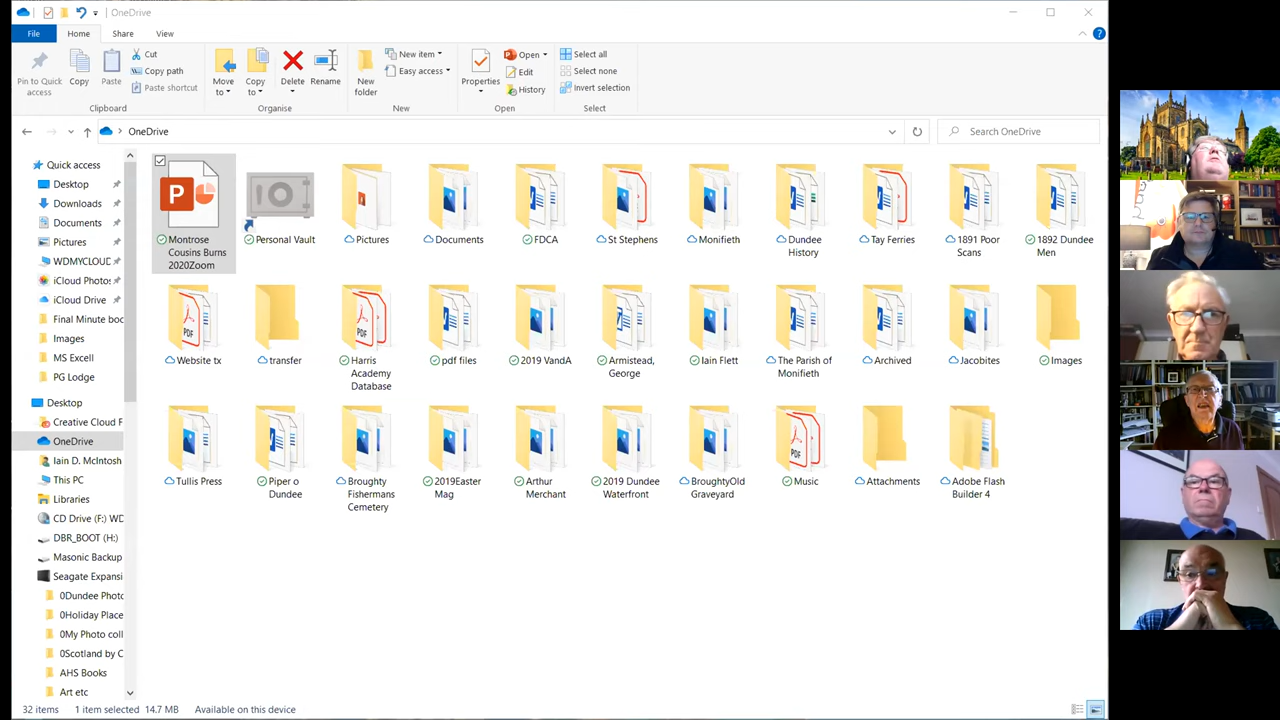 OneDrive
File Home Share View
Pin to Quick access
Copy
Paste
Cut
Copy path
Paste shortcut
Clipboard
Move to
Copy to
Delete
Rename
Organise
New folder
New item
Easy access
New
Properties
Open
Edit
History
Open
Select all
Select none
Invert selection
Select
OneDrive
Search OneDrive
Quick access
Desktop
Downloads
Documents
Pictures
WDMYCLOUD
iCloud Photos
iCloud Drive
Final Minute boo
Images
MS Excell
PG Lodge
Desktop
Creative Cloud F
OneDrive
Iain D. McIntosh
This PC
Libraries
CD Drive (F:) WD
DBR_BOOT (H:)
Masonic Backup
Seagate Expansi
0Dundee Photo
0Holiday Place
0My Photo coll
0Scotland by C
AHS Books
Art etc
P
Montrose
Cousins Burns
2020Zoom
Personal Vault
Pictures
Documents
FDCA
St Stephens
Monifieth
Dundee
History
Tay Ferries
1891 Poor
Scans
1892 Dundee
Men
PDF
Website tx
transfer
PDF
Harris
Academy
Database
pdf files
2019 VandA
Armistead,
George
Iain Flett
The Parish of
Monifieth
Archived
Jacobites
Images
Tullis Press
Piper o
Dundee
Broughty
Fishermans
Cemetery
2019Easter
Mag
Arthur
Merchant
2019 Dundee
Waterfront
BroughtyOld
Graveyard
PDF
Music
Attachments
Adobe Flash
Builder 4
32 items 1 item selected 14.7 MB Available on this device